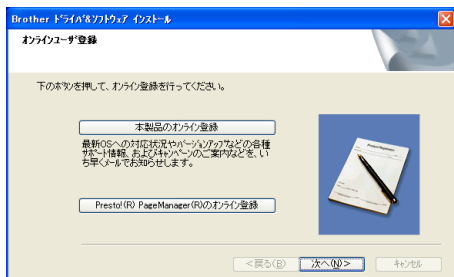 Brother ドライバ&ソフトウェア インストール
オンラインユーザ登録
下のボタンを押して、オンライン登録を行ってください。
本製品のオンライン登録
最新OSへの対応状況やバージョンアップなどの各種
サポート情報、およびキャンペーンのご案内などを、い
ち早くメールでお知らせします。
Presto!(R) PageManager(R)のオンライン登録
Product Registration
<戻る(B)
次へ(N)>
キャンセル